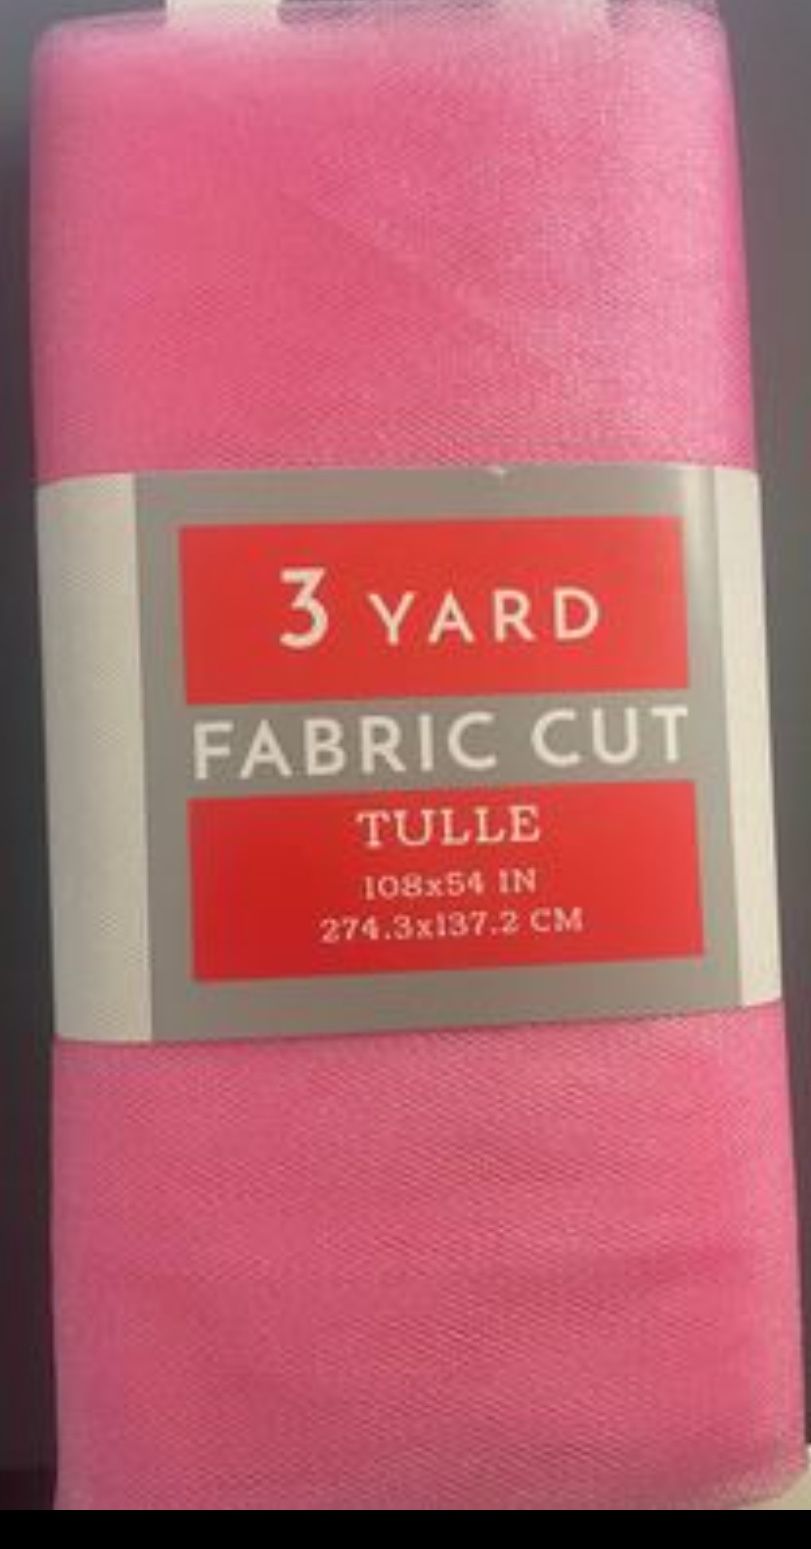 3 YARD
FABRIC CUT
TULLE
108x54 IN
274.3x137.2 CM